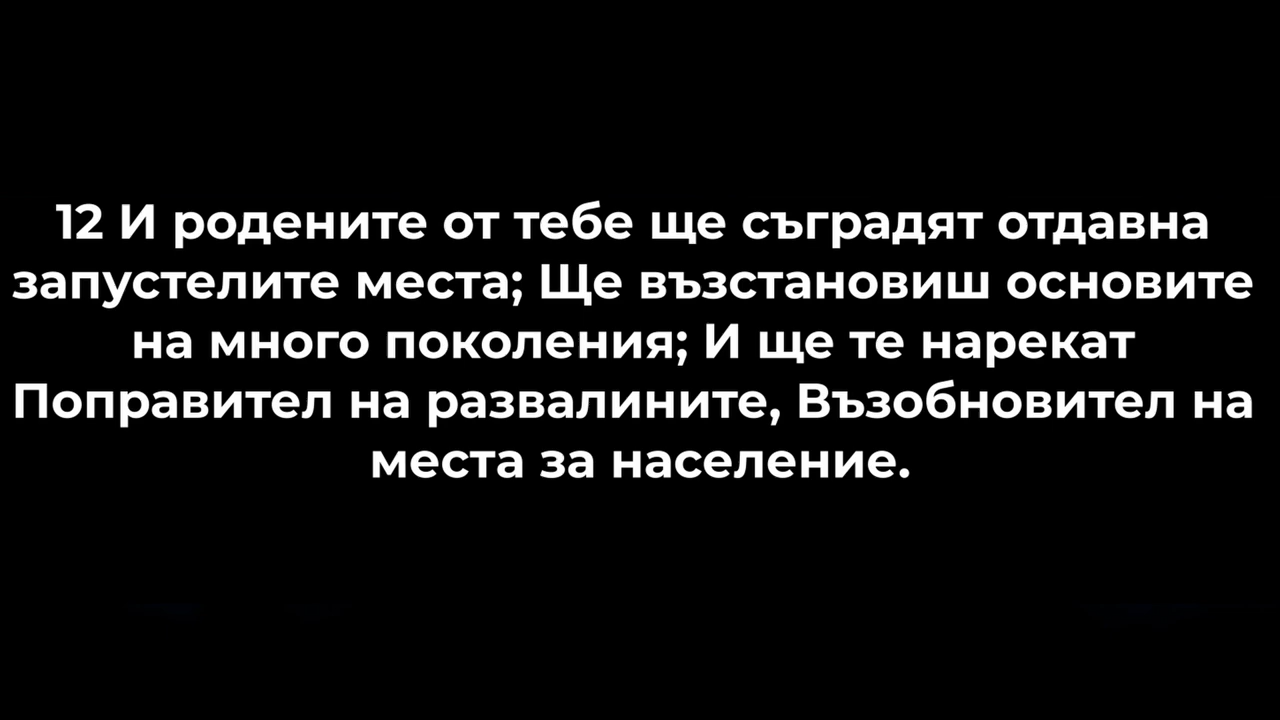 12 И родените от тебе ще съградят отдавна
запустелите места; Ще възстановиш основите
на много поколения; И ще те нарекат
Поправител на развалините, Възобновител на
места за население.